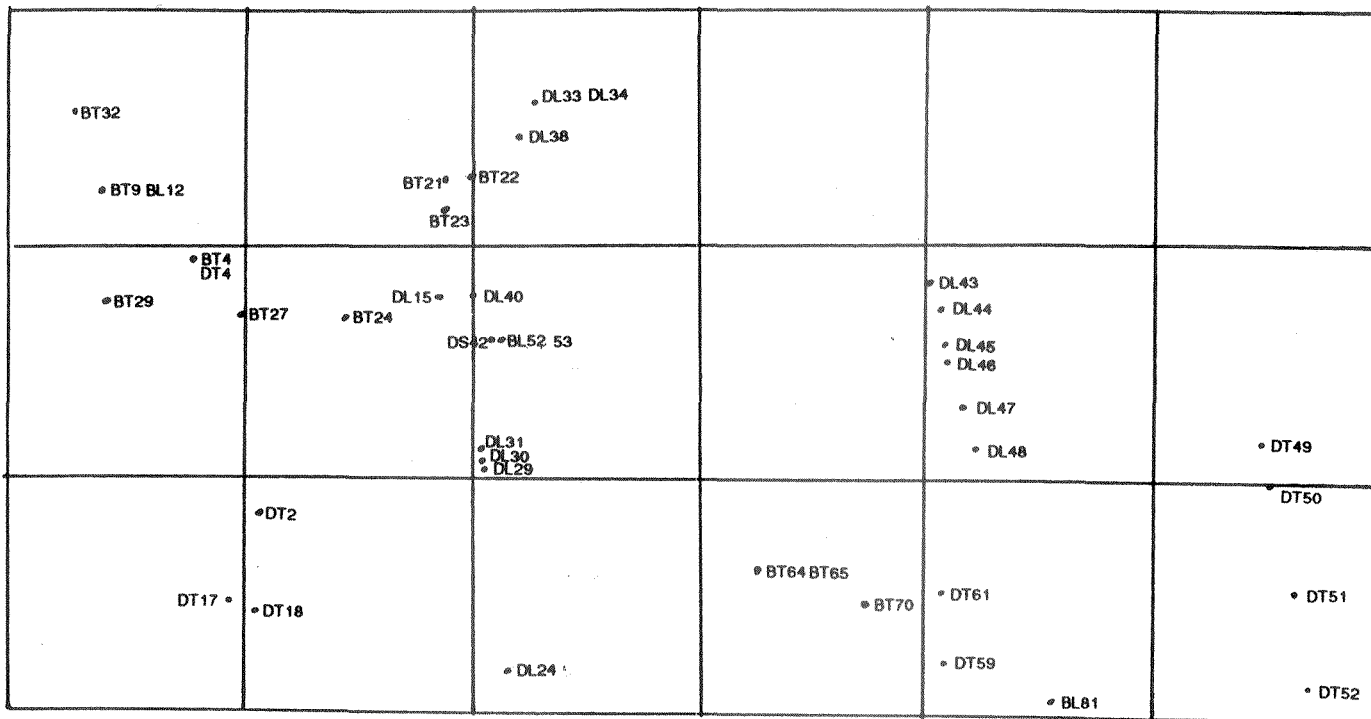 DL33 DL34
BT32
DL38
BT21 BT22
BT9 BL12
BT23
BT4
DT4
DL43
BT29 DL15 DL40
DL44
BT27 BT24
BL52 53
DL45
DL46
DL47
DL31
DT49
DL48
DL30
DL29
DT50
DT2
BT64 BT65
DT61 DT51
DT17 BT70
DT18
DT59
DL24
DT52
BL81